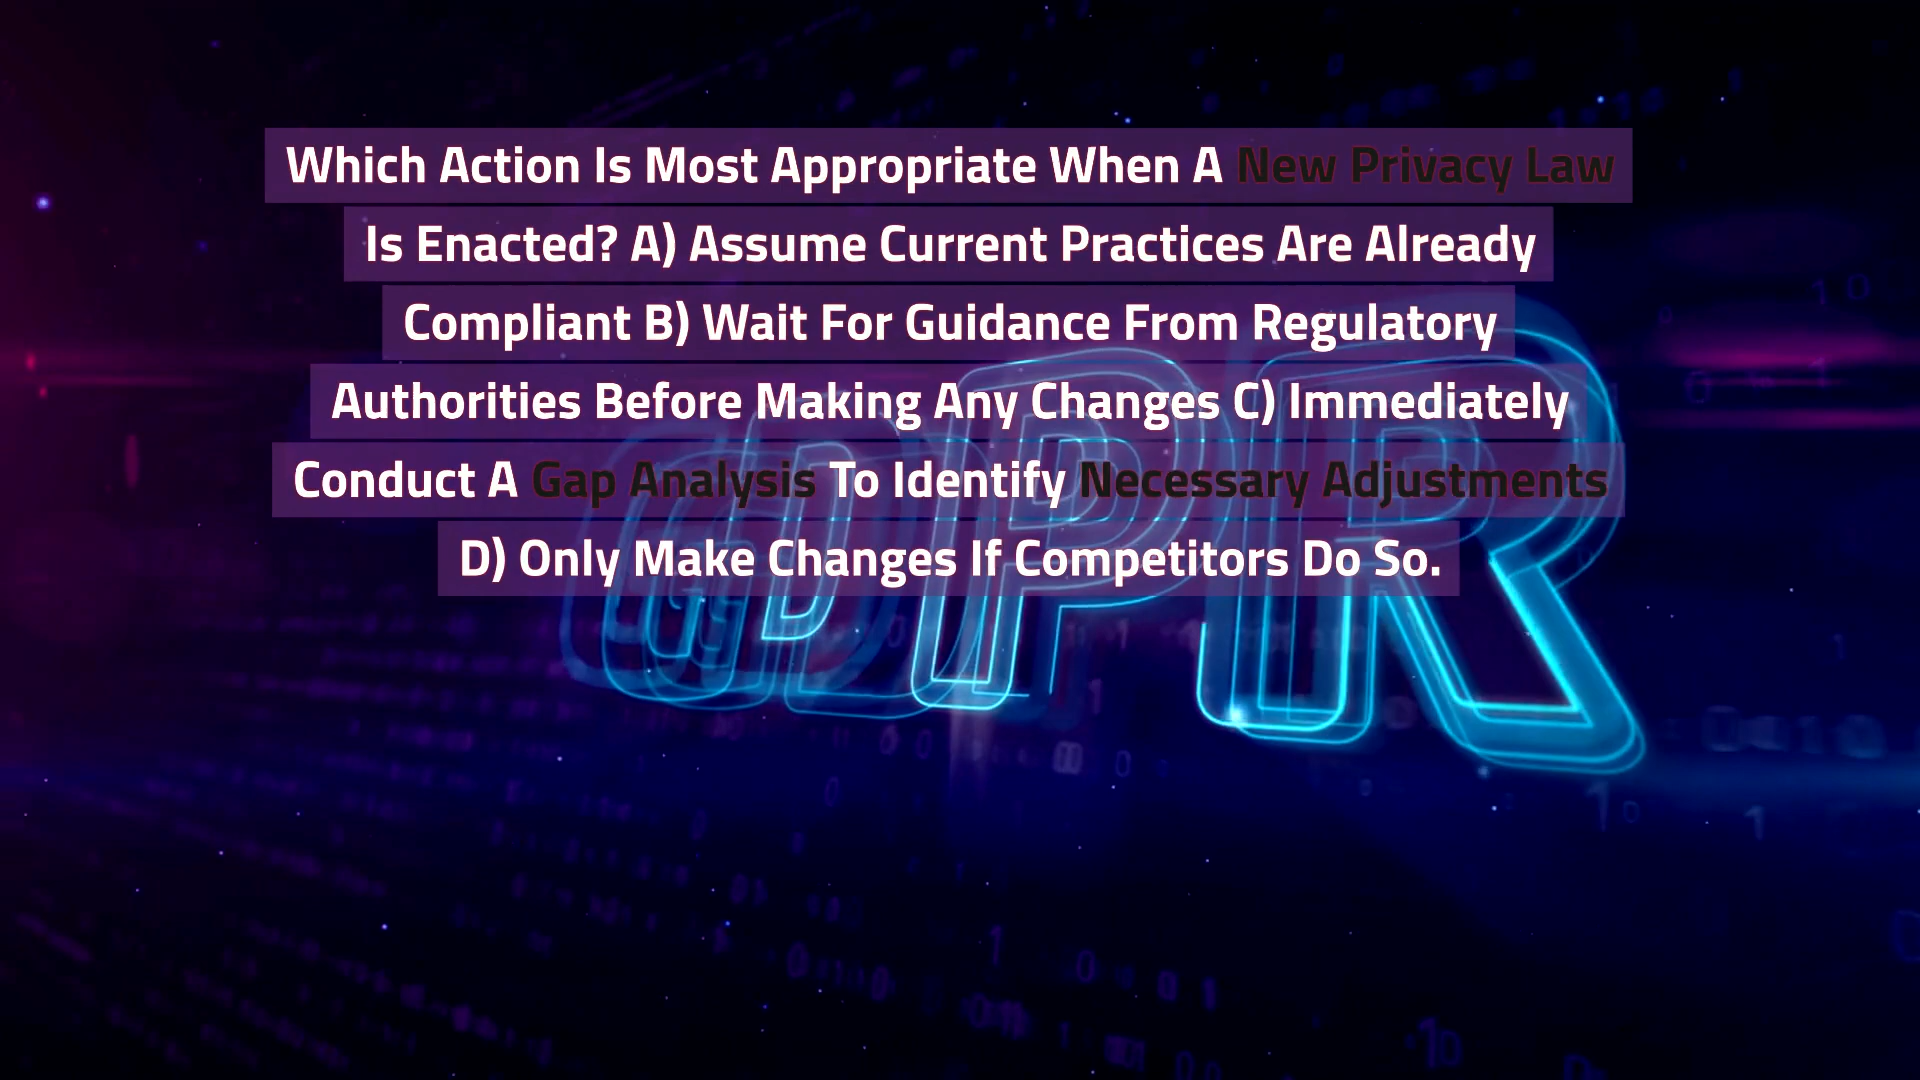 Which Action Is Most Appropriate When A New Privacy Law
Is Enacted? A) Assume Current Practices Are Already
Compliant B) Wait For Guidance From Regulatory
Authorities Before Making Any Changes C) Immediately
Conduct A Gap Analysis To Identify Necessary Adjustments
D) Only Make Changes If Competitors Do So.
GDPR